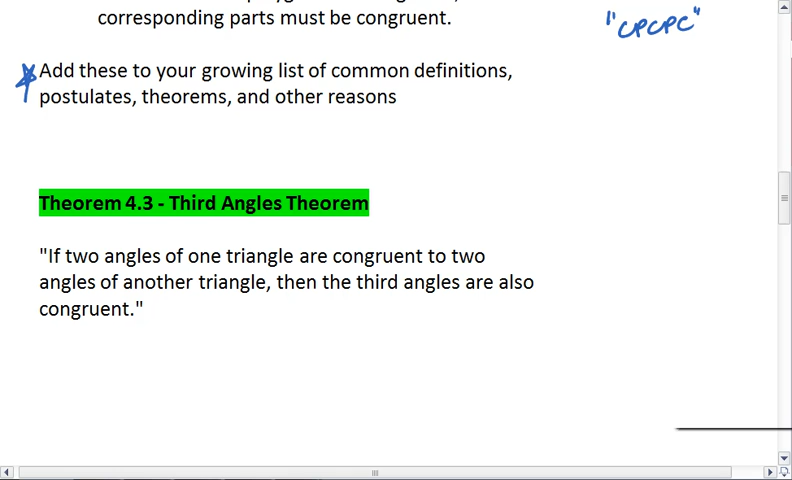 corresponding parts must be congruent.
"CPCPC"
Add these to your growing list of common definitions,
postulates, theorems, and other reasons
Theorem 4.3 - Third Angles Theorem
"If two angles of one triangle are congruent to two
angles of another triangle, then the third angles are also
congruent."